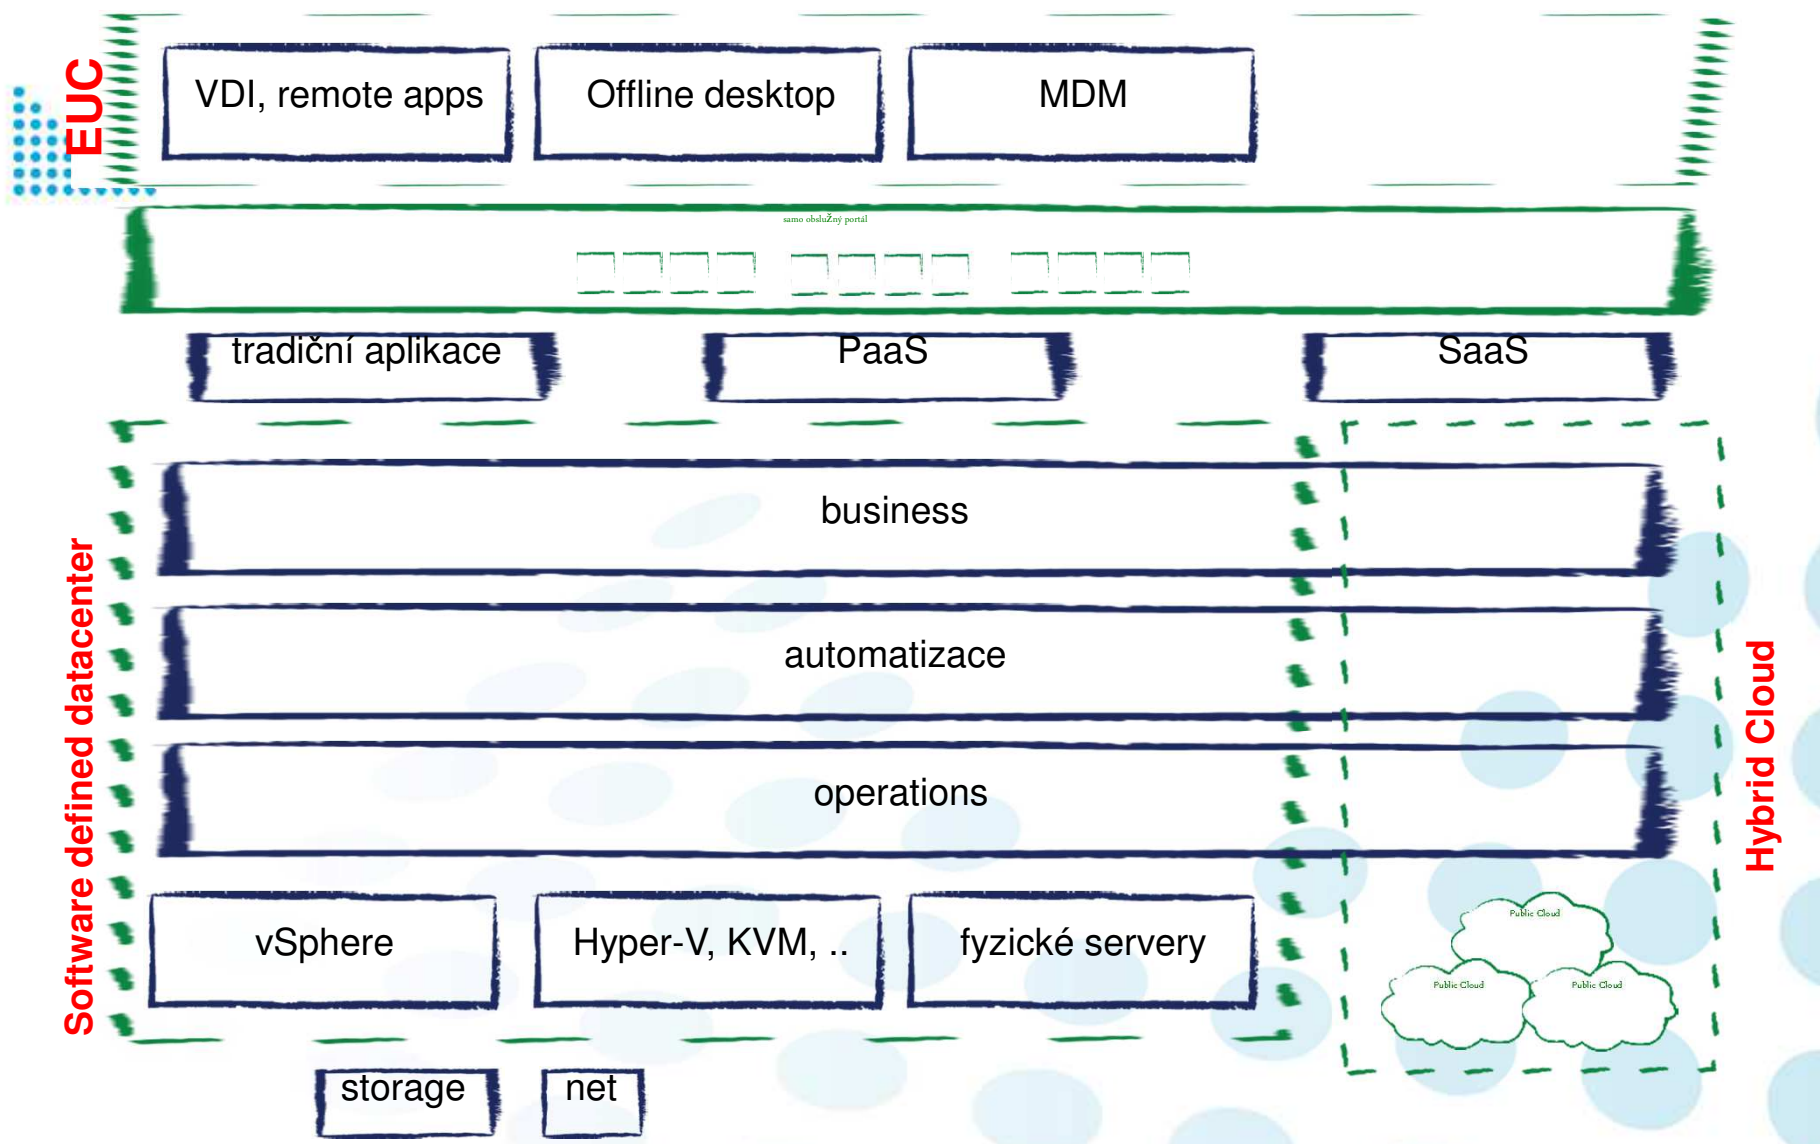 EUC
VDI, remote apps
Offline desktop
MDM
samo obslužný portál
tradiční aplikace
PaaS
SaaS
Software defined datacenter
business
automatizace
operations
Hybrid Cloud
vSphere
Hyper-V, KVM, ..
fyzické servery
Public Cloud
Public Cloud
Public Cloud
storage
net